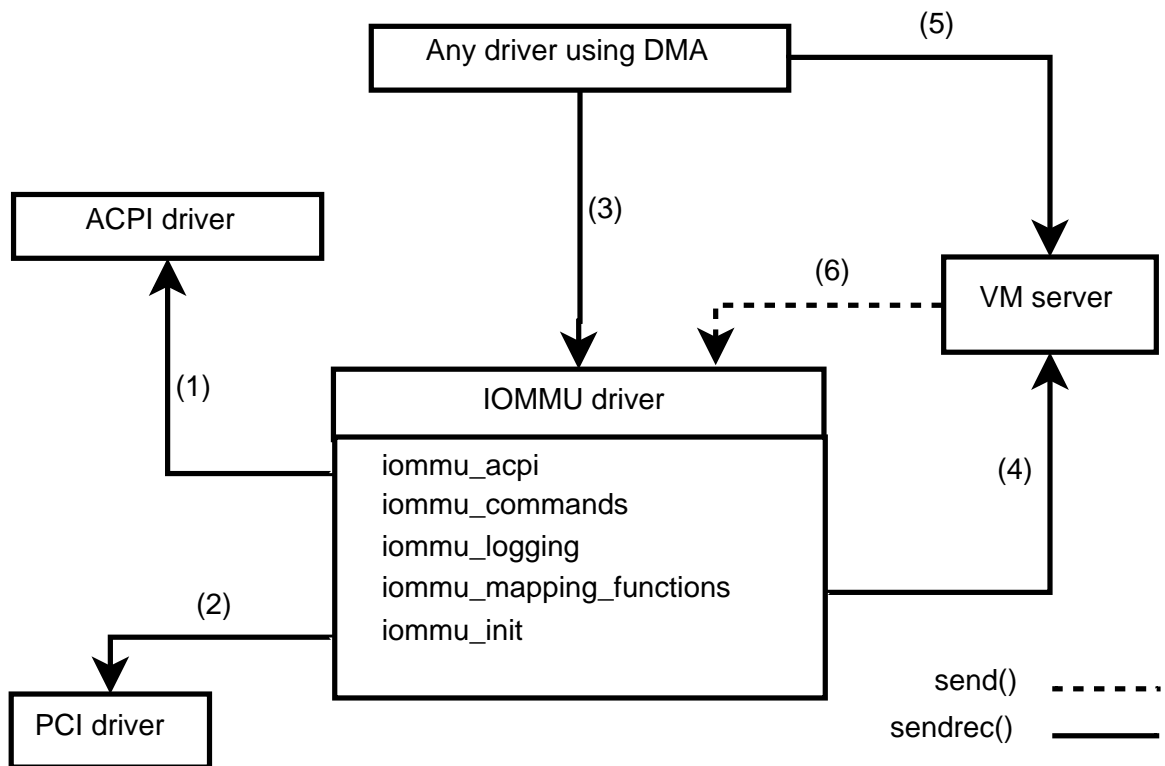 (5)
Any driver using DMA
(3)
ACPI driver
(6)
VM server
(1)
IOMMU driver
(4)
iommu_acpi
iommu_commands
iommu_logging
iommu_mapping_functions
iommu_init
(2)
PCI driver
send()
sendrec()